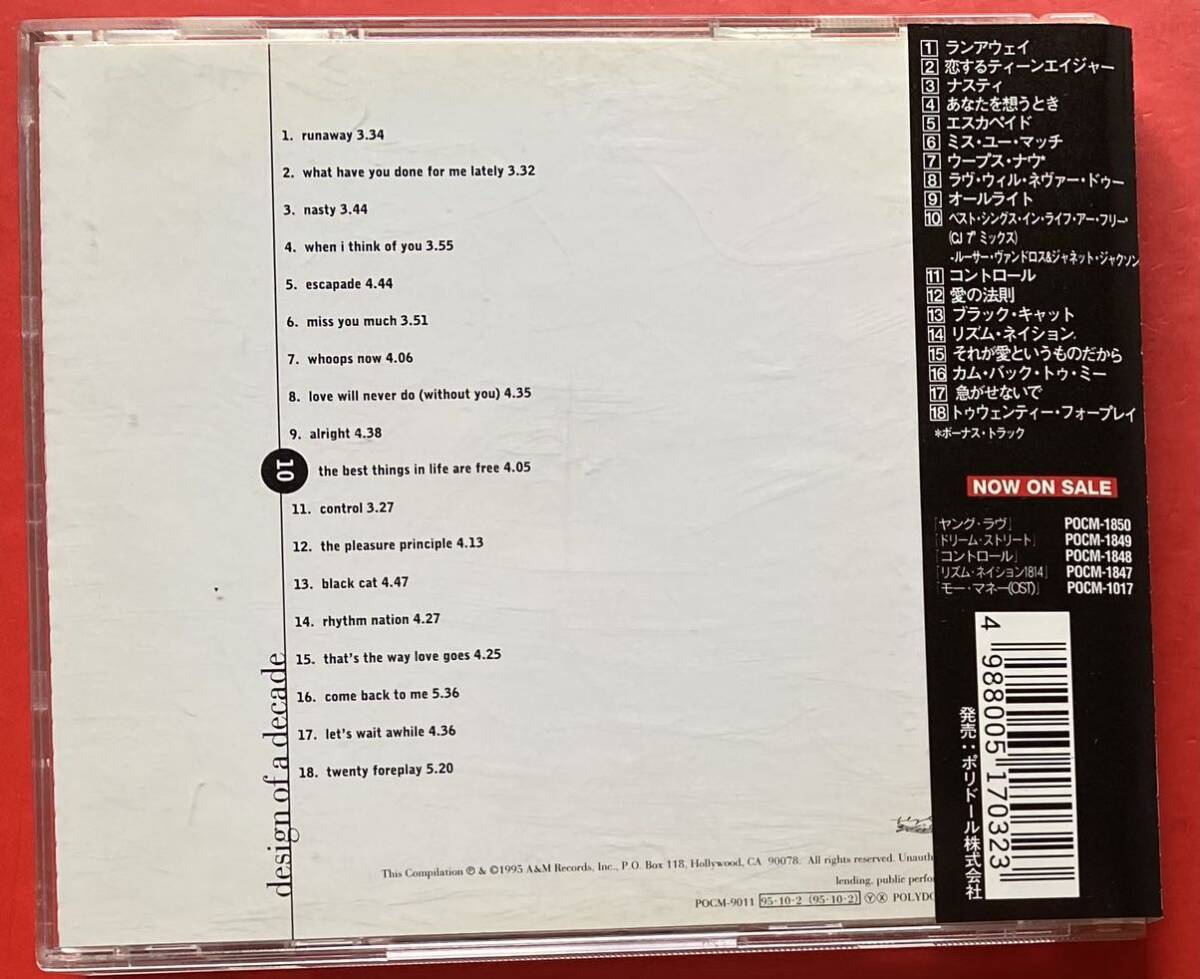 1. runaway 3.34
2. what have you done for me lately 3.32
3. nasty 3.44
4. when i think of you 3.55
5. escapade 4.44
6. miss you much 3.51
7. whoops now 4.06
8. love will never do (without you) 4.35
9. alright 4.38
10 the best things in life are free 4.05
11. control 3.27
12. the pleasure principle 4.13
13. black cat 4.47
14. rhythm nation 4.27
15. that's the way love goes 4.25
16. come back to me 5.36
17. let's wait awhile 4.36
18. twenty foreplay 5.20
design of a decade
This Compilation ℗ & ©1995 A&M Records, Inc., P.O. Box 118, Hollywood, CA 90078. All rights reserved.
lending, public
POCM-9011 95·10·2 (95·10·2) Ⓨ Ⓧ
1 ランアウェイ
2 恋するティーンエイジャー
3 ナスティ
4 あなたを想うとき
5 エスカペイド
6 ミス・ユー・マッチ
7 ウープス・ナウ*
8 ラヴ・ウィル・ネヴァー・ドゥー
9 オールライト
10 ベスト・シングス・イン・ライフ・アー・フリー*
(CJ 7"ミックス)
-ルーサー・ヴァンドロス&ジャネット・ジャクソン
11 コントロール
12 愛の法則
13 ブラック・キャット
14 リズム・ネイション
15 それが愛というものだから
16 カム・バック・トゥ・ミー
17 急がせないで
18 トゥウェンティー・フォープレイ
*ボーナス・トラック
NOW ON SALE
「ヤング・ラヴ」 POCM-1850
「ドリーム・ストリート」 POCM-1849
「コントロール」 POCM-1848
「リズム・ネイション1814」 POCM-1847
「モー・マネー(OST)」 POCM-1017
4 988005 170323
発売:ポリドール株式会社